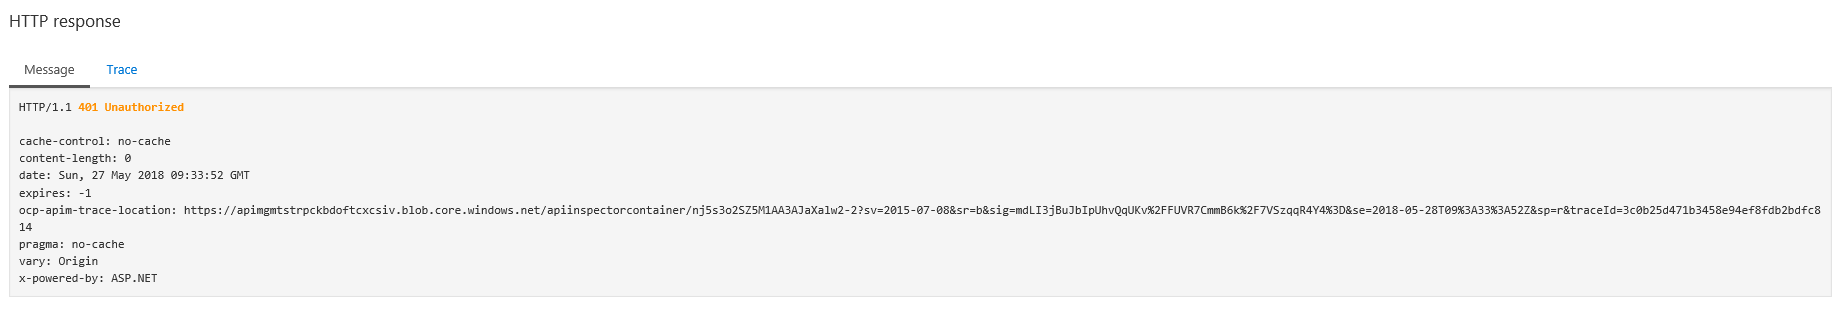 HTTP response
Message Trace
HTTP/1.1 401 Unauthorized
cache-control: no-cache
content-length: 0
date: Sun, 27 May 2018 09:33:52 GMT
expires: -1
ocp-apim-trace-location: https://apimgmtstrpckbdoftcxcsiv.blob.core.windows.net/apiinspectorcontainer/nj5s3o2SZ5M1AA3AJaXalw2-2?sv=2015-07-08&sr=b&sig=mdLI3jBuJbIpUhvQqUKv%2FFUVR7CmmB6k%2F7VSzqqR4Y4%3D&se=2018-05-28T09%3A33%3A52Z&sp=r&traceId=3c0b25d471b3458e94ef8fdb2bdfc8
14
pragma: no-cache
vary: Origin
x-powered-by: ASP.NET